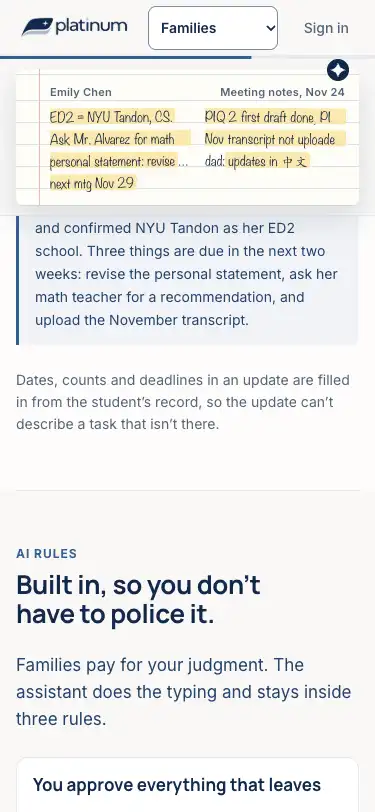 platinum
Families
Sign in
Emily Chen
Meeting notes, Nov 24
ED2 = NYU Tandon, CS.
Ask Mr. Alvarez for math
personal statement: revise ...
next mtg Nov 29
PIQ 2 first draft done, PI
Nov transcript not uploade
dad: updates in 中文
and confirmed NYU Tandon as her ED2
school. Three things are due in the next two
weeks: revise the personal statement, ask her
math teacher for a recommendation, and
upload the November transcript.
Dates, counts and deadlines in an update are filled
in from the student’s record, so the update can’t
describe a task that isn’t there.
AI RULES
Built in, so you don’t
have to police it.
Families pay for your judgment. The
assistant does the typing and stays inside
three rules.
You approve everything that leaves